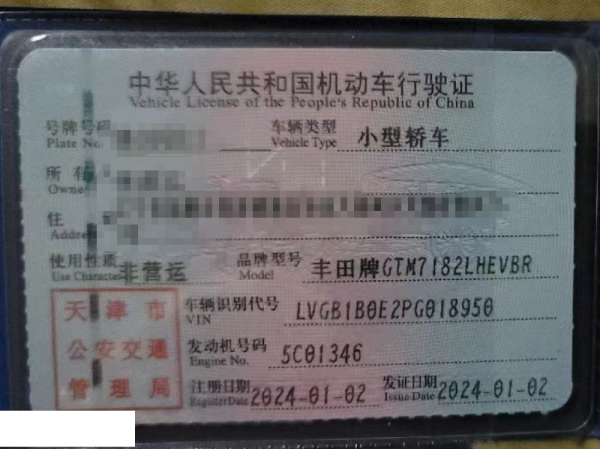 中华人民共和国机动车行驶证
Vehicle License of the People's Republic of China
号牌号码 车辆类型 小型轿车
Plate No. Vehicle Type
所有人
Owner
住
Address
使用性质 非营运 品牌型号 丰田牌GTM7182LHEVBR
Use Character Model
天津市 车辆识别代号 LVGB1B0E2PG018950
VIN
公安交通 发动机号码 5C01346
Engine No.
管理局 注册日期 2024-01-02 发证日期 2024-01-02
Register Date Issue Date